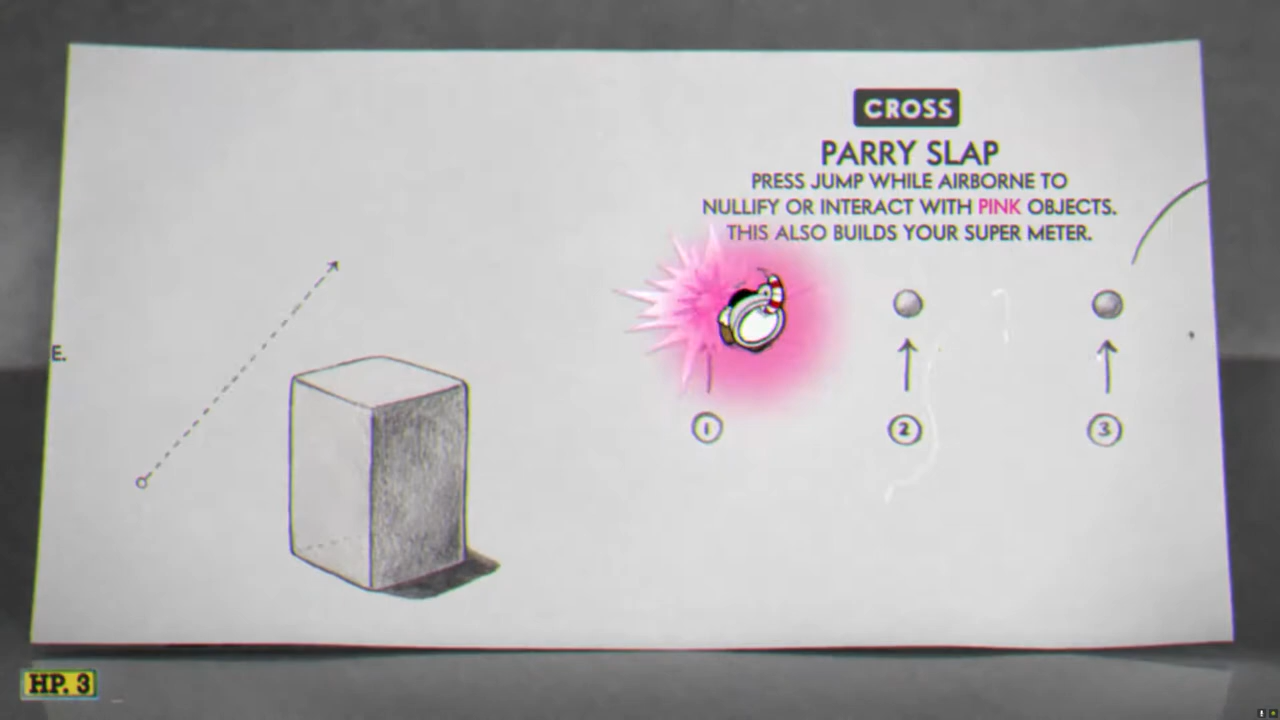 CROSS
PARRY SLAP
PRESS JUMP WHILE AIRBORNE TO
NULLIFY OR INTERACT WITH PINK OBJECTS.
THIS ALSO BUILDS YOUR SUPER METER.
E.
1 2 3
HP. 3